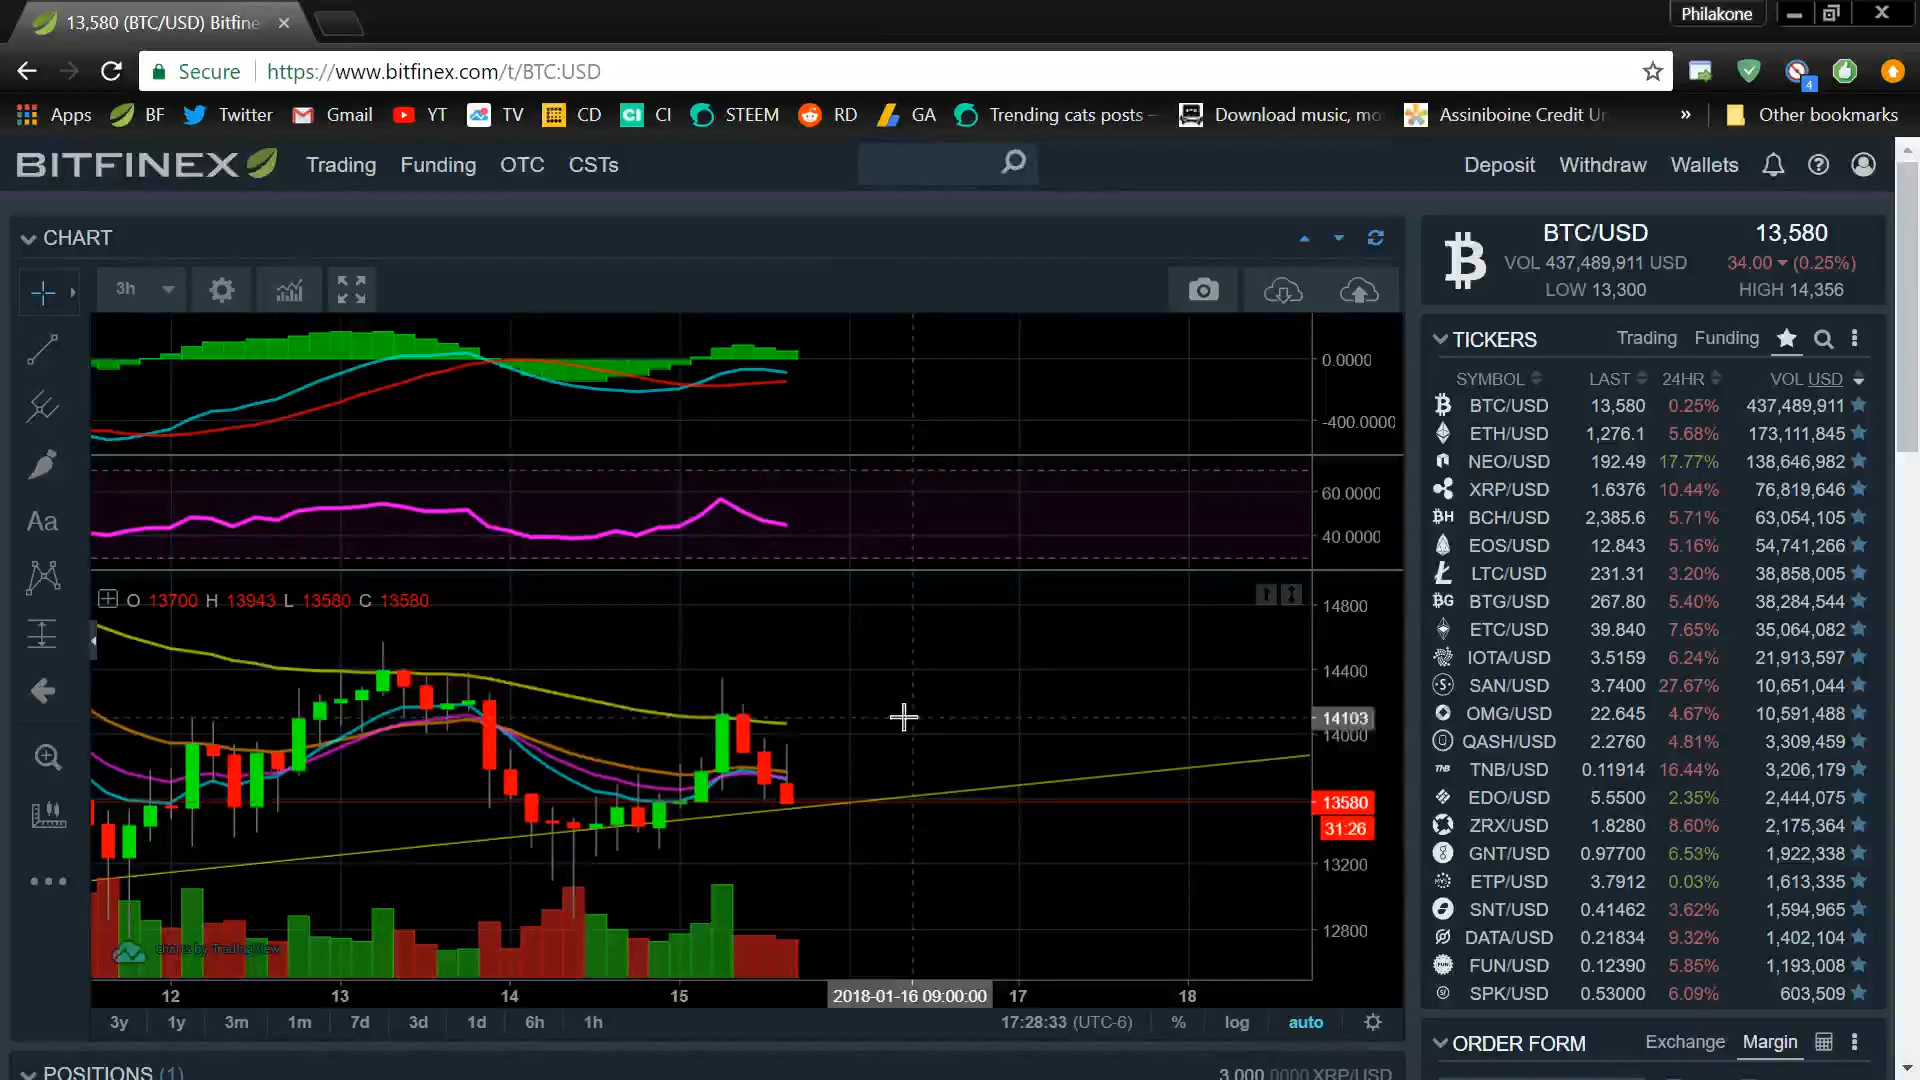 13,580 (BTC/USD) Bitfine
Philakone
Secure https://www.bitfinex.com/t/BTC:USD
4
Apps BF Twitter Gmail YT TV CD CI STEEM RD GA Trending cats posts – Download music, mo Assiniboine Credit Un » Other bookmarks
BITFINEX Trading Funding OTC CSTs Deposit Withdraw Wallets
CHART
3h
0.0000
-400.0000
60.0000
40.0000
O 13700 H 13943 L 13580 C 13580
14800
14400
14103
14000
13580
31:26
13200
12800
charts by TradingView
12 13 14 15 2018-01-16 09:00:00 17 18
3y 1y 3m 1m 7d 3d 1d 6h 1h 17:28:33 (UTC-6) % log auto
POSITIONS (1) 3,000.0000 XRP/USD
BTC/USD 13,580
VOL 437,489,911 USD 34.00 (0.25%)
LOW 13,300 HIGH 14,356
TICKERS Trading Funding
SYMBOL LAST 24HR VOL USD
BTC/USD 13,580 0.25% 437,489,911
ETH/USD 1,276.1 5.68% 173,111,845
NEO/USD 192.49 17.77% 138,646,982
XRP/USD 1.6376 10.44% 76,819,646
BCH/USD 2,385.6 5.71% 63,054,105
EOS/USD 12.843 5.16% 54,741,266
LTC/USD 231.31 3.20% 38,858,005
BTG/USD 267.80 5.40% 38,284,544
ETC/USD 39.840 7.65% 35,064,082
IOTA/USD 3.5159 6.24% 21,913,597
SAN/USD 3.7400 27.67% 10,651,044
OMG/USD 22.645 4.67% 10,591,488
QASH/USD 2.2760 4.81% 3,309,459
TNB/USD 0.11914 16.44% 3,206,179
EDO/USD 5.5500 2.35% 2,444,075
ZRX/USD 1.8280 8.60% 2,175,364
GNT/USD 0.97700 6.53% 1,922,338
ETP/USD 3.7912 0.03% 1,613,335
SNT/USD 0.41462 3.62% 1,594,965
DATA/USD 0.21834 9.32% 1,402,104
FUN/USD 0.12390 5.85% 1,193,008
SPK/USD 0.53000 6.09% 603,509
ORDER FORM Exchange Margin